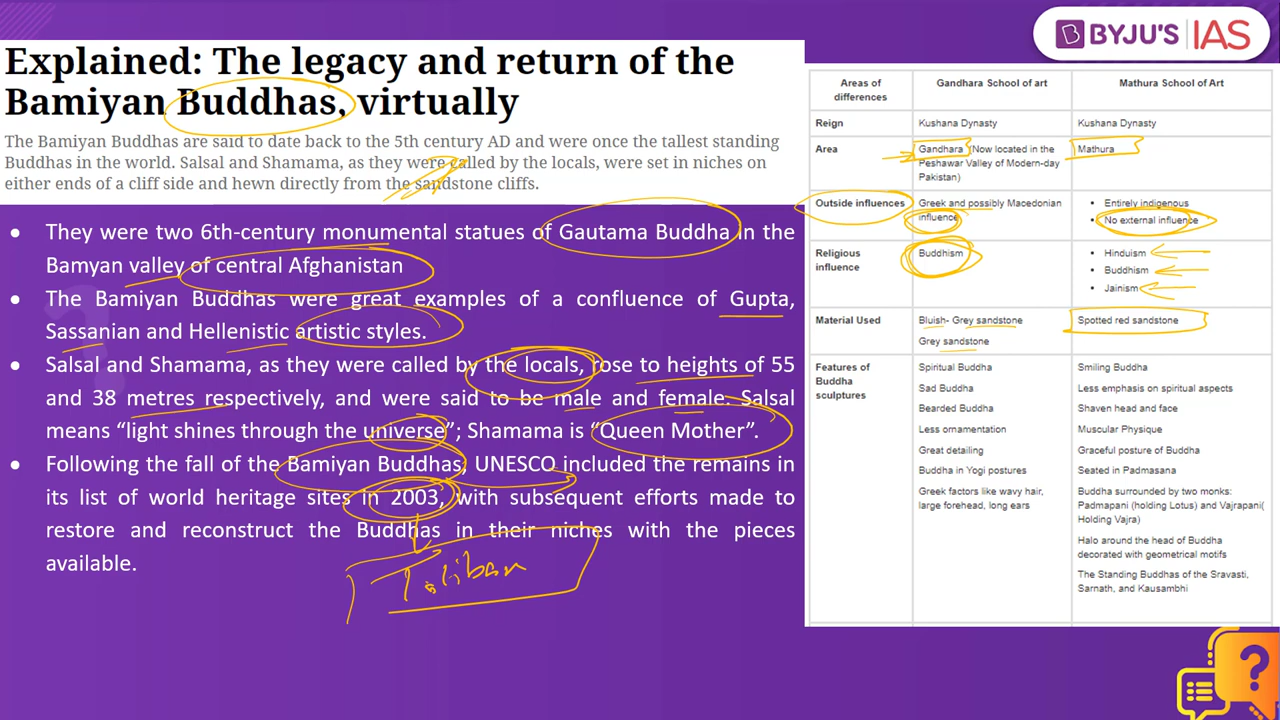 BYJU'S IAS
Explained: The legacy and return of the
Bamiyan Buddhas, virtually
The Bamiyan Buddhas are said to date back to the 5th century AD and were once the tallest standing
Buddhas in the world. Salsal and Shamama, as they were called by the locals, were set in niches on
either ends of a cliff side and hewn directly from the sandstone cliffs.
• They were two 6th-century monumental statues of Gautama Buddha in the
Bamyan valley of central Afghanistan
• The Bamiyan Buddhas were great examples of a confluence of Gupta,
Sassanian and Hellenistic artistic styles.
• Salsal and Shamama, as they were called by the locals, rose to heights of 55
and 38 metres respectively, and were said to be male and female. Salsal
means “light shines through the universe”; Shamama is “Queen Mother”.
• Following the fall of the Bamiyan Buddhas, UNESCO included the remains in
its list of world heritage sites in 2003, with subsequent efforts made to
restore and reconstruct the Buddhas in their niches with the pieces
available.
Taliban
Areas of
differences
Gandhara School of art
Mathura School of Art
Reign
Kushana Dynasty
Kushana Dynasty
Area
Gandhara (Now located in the
Peshawar Valley of Modern-day
Pakistan)
Mathura
Outside influences
Greek and possibly Macedonian
influence
• Entirely indigenous
• No external influence
Religious
influence
Buddhism
• Hinduism
• Buddhism
• Jainism
Material Used
Bluish- Grey sandstone
Grey sandstone
Spotted red sandstone
Features of
Buddha
sculptures
Spiritual Buddha
Sad Buddha
Bearded Buddha
Less ornamentation
Great detailing
Buddha in Yogi postures
Greek factors like wavy hair,
large forehead, long ears
Smiling Buddha
Less emphasis on spiritual aspects
Shaven head and face
Muscular Physique
Graceful posture of Buddha
Seated in Padmasana
Buddha surrounded by two monks:
Padmapani (holding Lotus) and Vajrapani(
Holding Vajra)
Halo around the head of Buddha
decorated with geometrical motifs
The Standing Buddhas of the Sravasti,
Sarnath, and Kausambhi